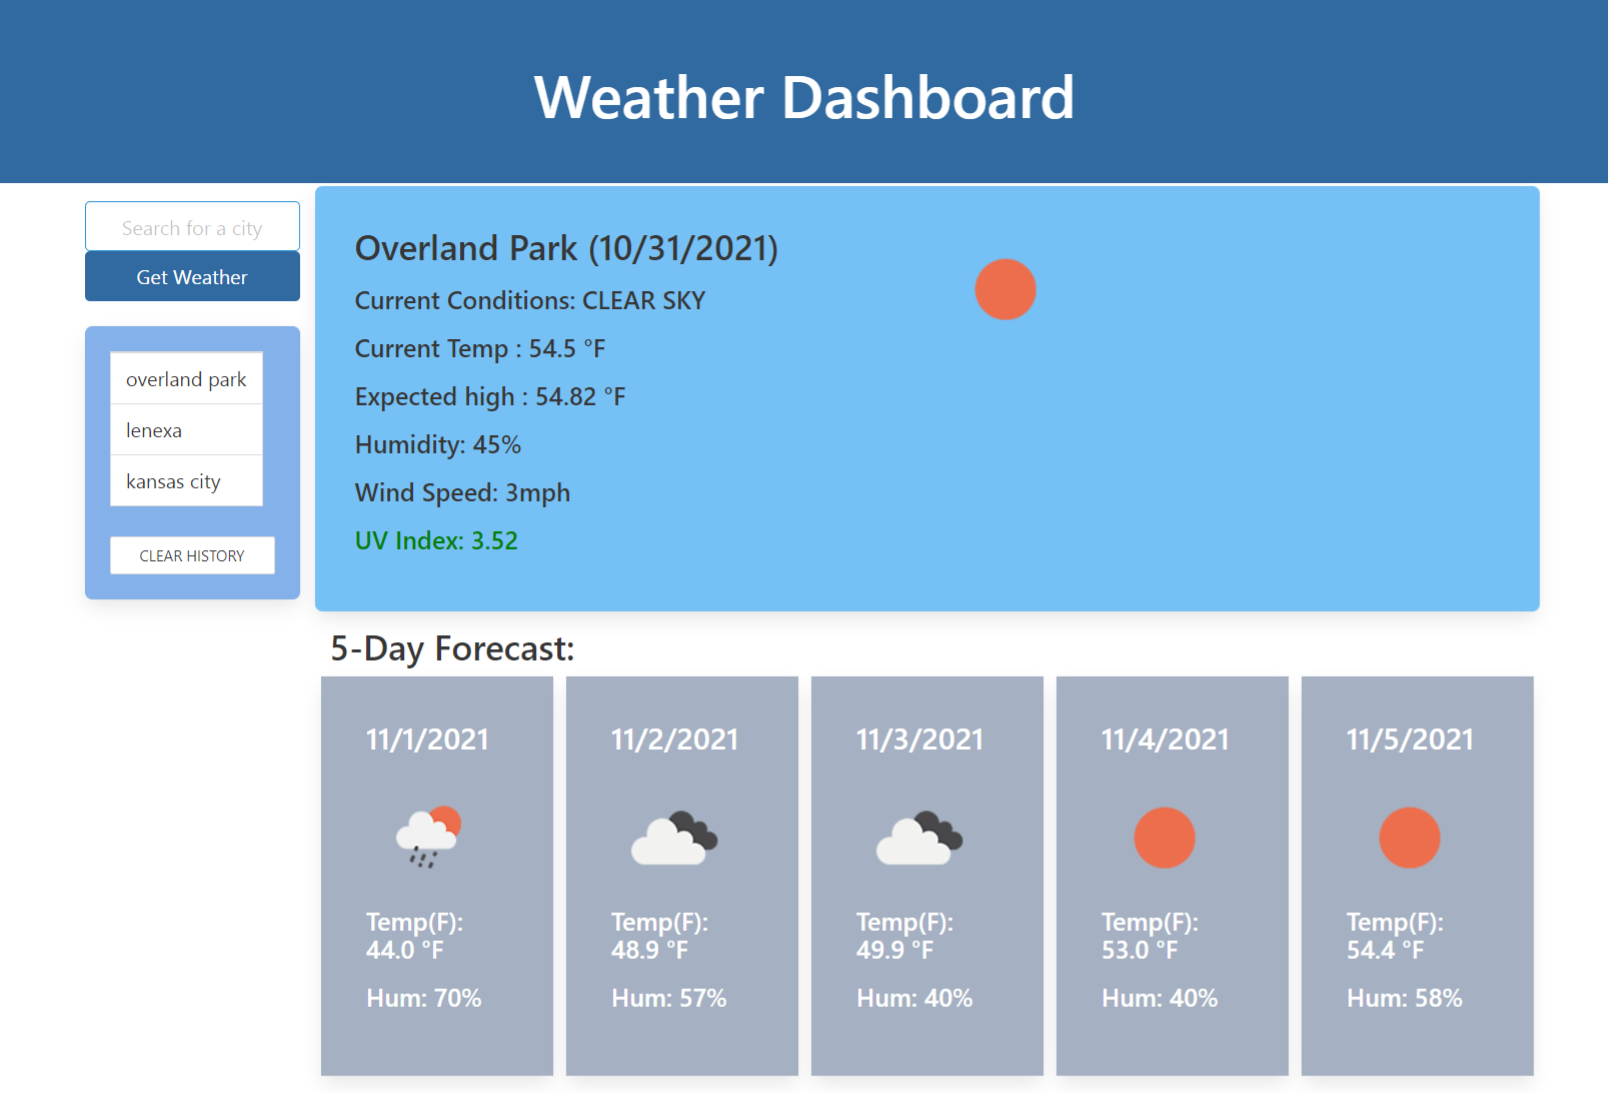 Weather Dashboard
Search for a city
Get Weather
overland park
lenexa
kansas city
CLEAR HISTORY
Overland Park (10/31/2021)
Current Conditions: CLEAR SKY
Current Temp : 54.5 °F
Expected high : 54.82 °F
Humidity: 45%
Wind Speed: 3mph
UV Index: 3.52
5-Day Forecast:
11/1/2021
Temp(F):
44.0 °F
Hum: 70%
11/2/2021
Temp(F):
48.9 °F
Hum: 57%
11/3/2021
Temp(F):
49.9 °F
Hum: 40%
11/4/2021
Temp(F):
53.0 °F
Hum: 40%
11/5/2021
Temp(F):
54.4 °F
Hum: 58%